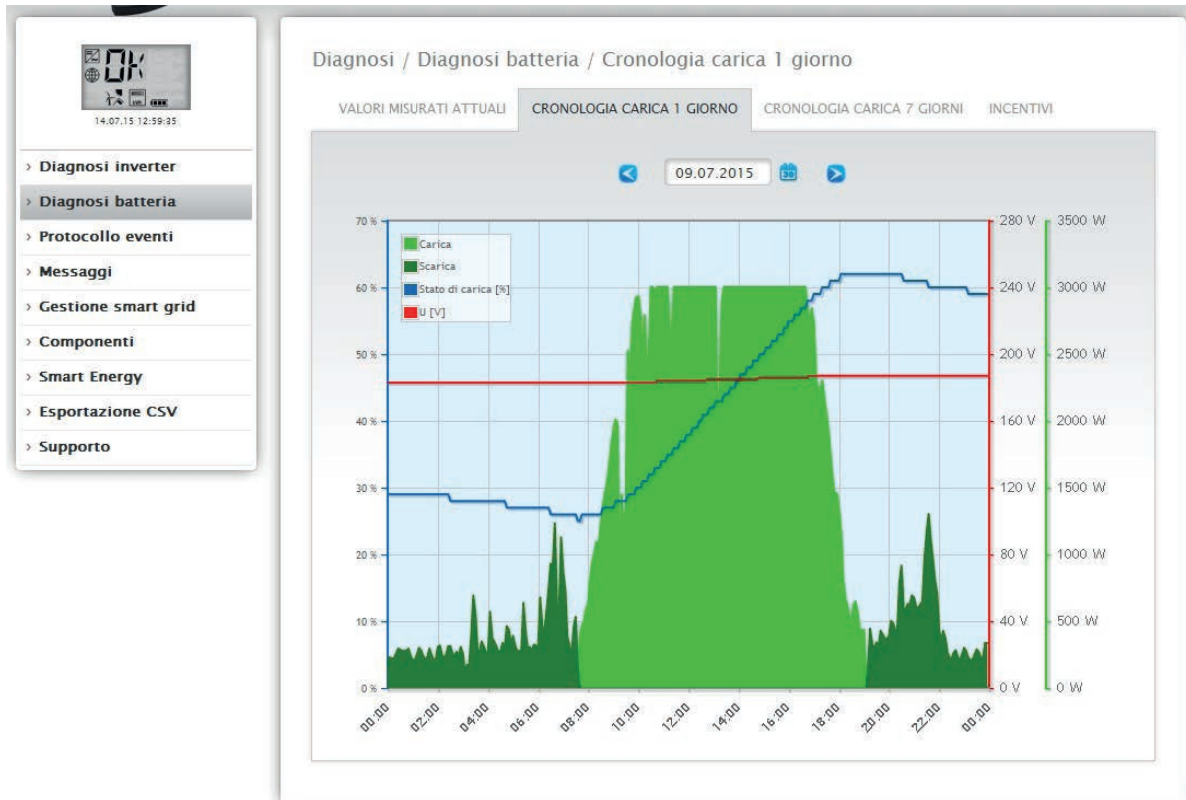 OK
14.07.15 12:59:35
› Diagnosi inverter
› Diagnosi batteria
› Protocollo eventi
› Messaggi
› Gestione smart grid
› Componenti
› Smart Energy
› Esportazione CSV
› Supporto
Diagnosi / Diagnosi batteria / Cronologia carica 1 giorno
VALORI MISURATI ATTUALI CRONOLOGIA CARICA 1 GIORNO CRONOLOGIA CARICA 7 GIORNI INCENTIVI
09.07.2015 30
Carica
Scarica
Stato di carica [%]
U [V]
70 % 280 V 3500 W
60 % 240 V 3000 W
50 % 200 V 2500 W
40 % 160 V 2000 W
30 % 120 V 1500 W
20 % 80 V 1000 W
10 % 40 V 500 W
0 % 0 V 0 W
00:00 02:00 04:00 06:00 08:00 10:00 12:00 14:00 16:00 18:00 20:00 22:00 00:00